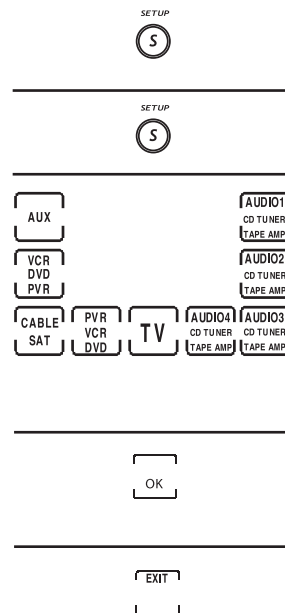 SETUP
S
SETUP
S
AUX
AUDIO1
CD TUNER
TAPE AMP
VCR
DVD
PVR
AUDIO2
CD TUNER
TAPE AMP
CABLE
SAT
PVR
VCR
DVD
TV
AUDIO4
CD TUNER
TAPE AMP
AUDIO3
CD TUNER
TAPE AMP
OK
EXIT